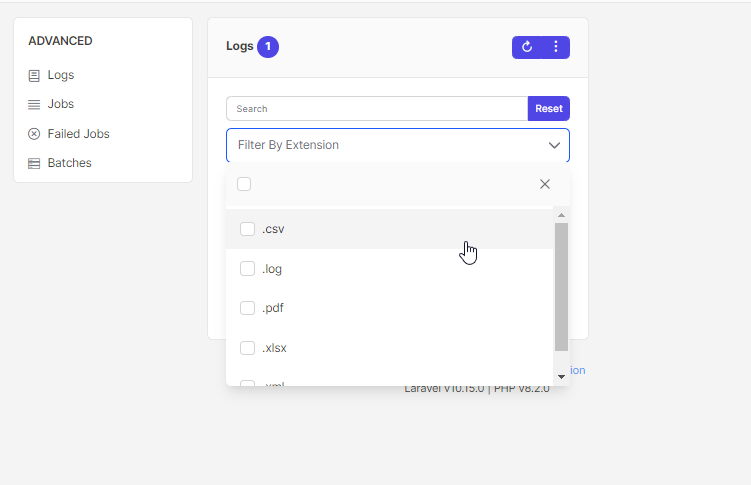 ADVANCED
Logs
Jobs
Failed Jobs
Batches
Logs 1
Search
Reset
Filter By Extension
.csv
.log
.pdf
.xlsx
.xml
ion
Laravel v10.15.0 | PHP v8.2.0